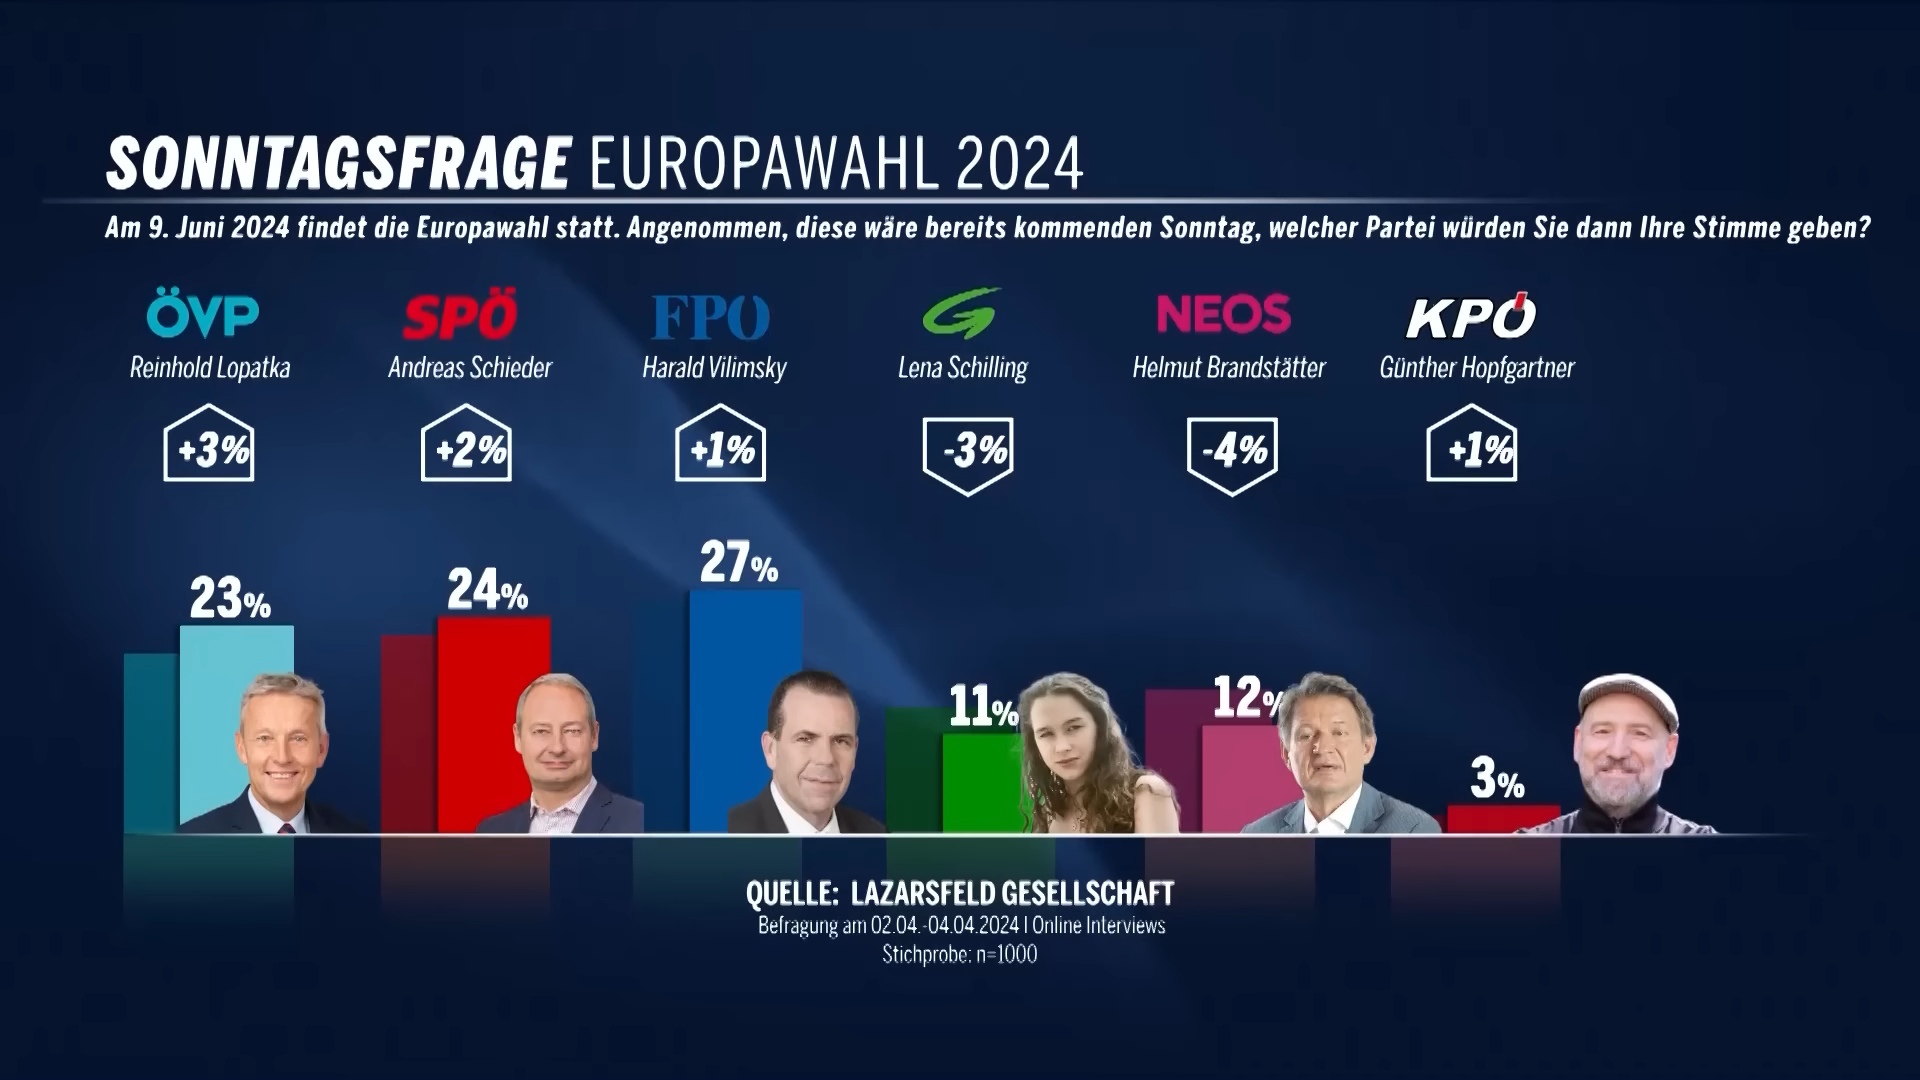 SONNTAGSFRAGE EUROPAWAHL 2024
Am 9. Juni 2024 findet die Europawahl statt. Angenommen, diese wäre bereits kommenden Sonntag, welcher Partei würden Sie dann Ihre Stimme geben?
ÖVP SPÖ FPÖ G NEOS KPÖ
Reinhold Lopatka Andreas Schieder Harald Vilimsky Lena Schilling Helmut Brandstätter Günther Hopfgartner
+3% +2% +1% -3% -4% +1%
23% 24% 27% 11% 12% 3%
QUELLE: LAZARSFELD GESELLSCHAFT
Befragung am 02.04.-04.04.2024 | Online Interviews
Stichprobe: n=1000